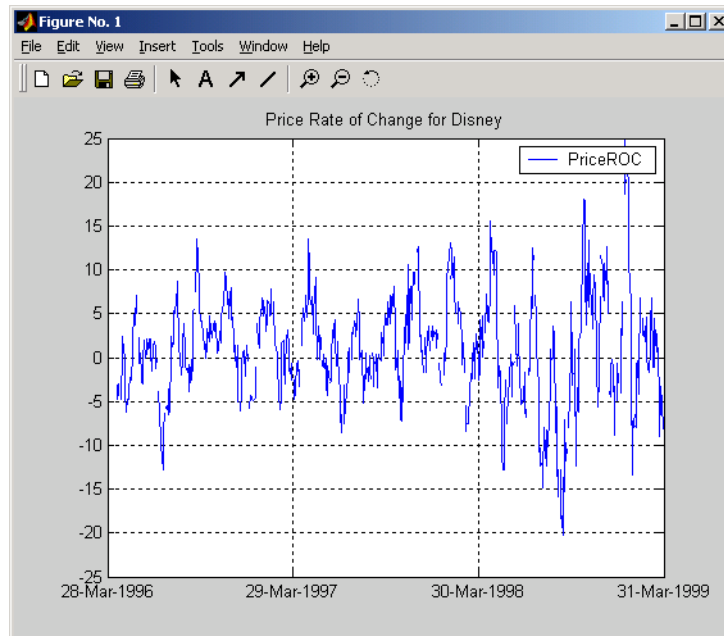 Figure No. 1
File Edit View Insert Tools Window Help
A
Price Rate of Change for Disney
PriceROC
25
20
15
10
5
0
-5
-10
-15
-20
-25
28-Mar-1996 29-Mar-1997 30-Mar-1998 31-Mar-1999